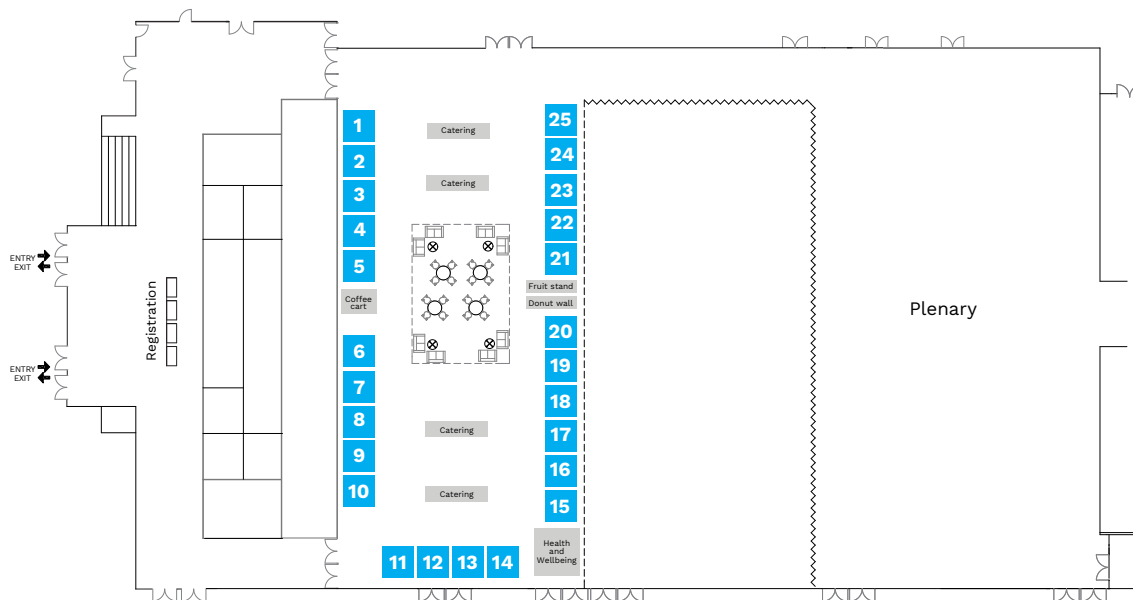 ENTRY
EXIT
ENTRY
EXIT
Registration
1
2
3
4
5
Coffee
cart
6
7
8
9
10
11 12 13 14
Catering
Catering
Catering
Catering
25
24
23
22
21
Fruit stand
Donut wall
20
19
18
17
16
15
Health
and
Wellbeing
Plenary